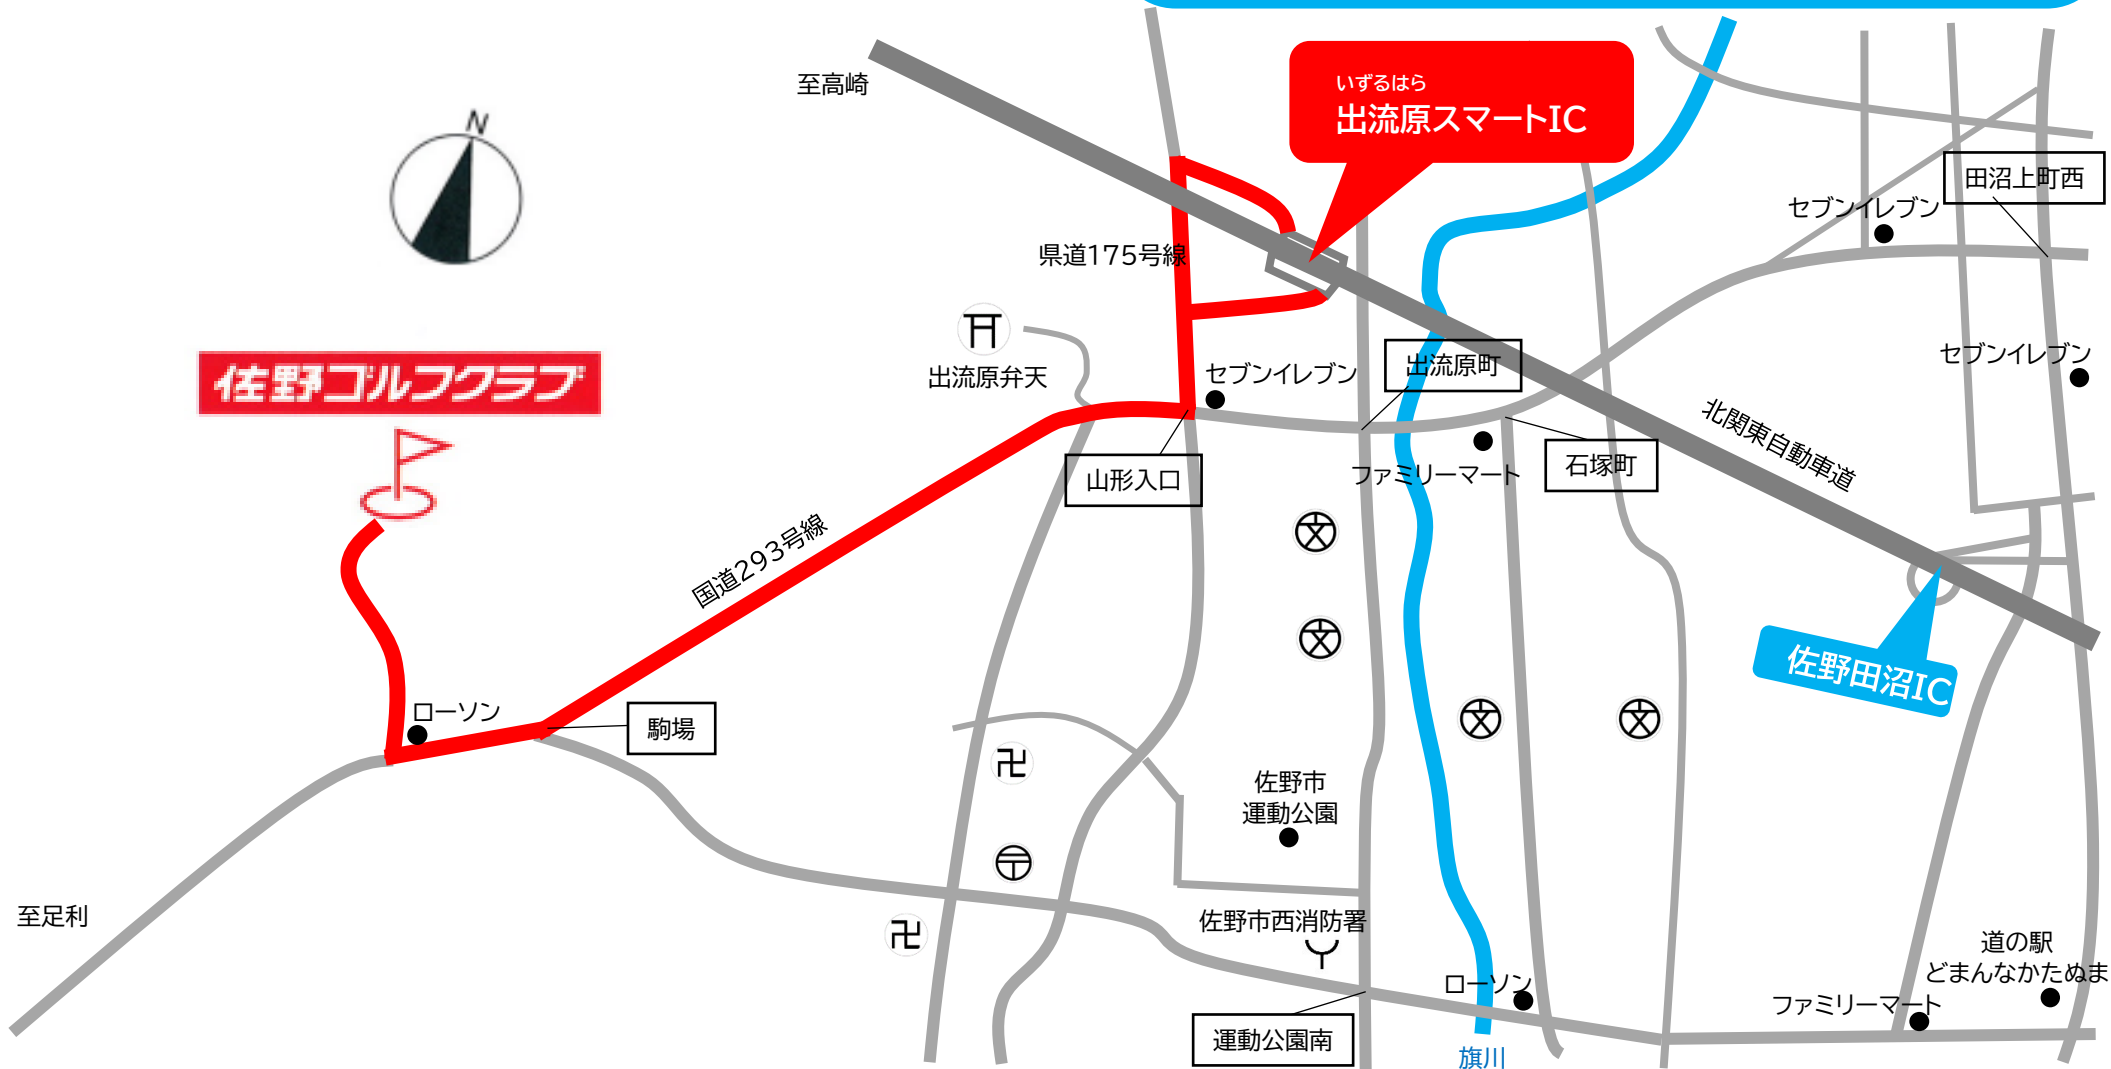 至高崎
いずるはら
出流原スマートIC
N
田沼上町西
セブンイレブン
県道175号線
出流原弁天
セブンイレブン
出流原町
セブンイレブン
佐野ゴルフクラブ
北関東自動車道
山形入口
ファミリーマート
石塚町
国道293号線
佐野田沼IC
ローソン
駒場
佐野市
運動公園
至足利
佐野市西消防署
道の駅
どまんなかたぬま
ローソン
ファミリーマート
運動公園南
旗川